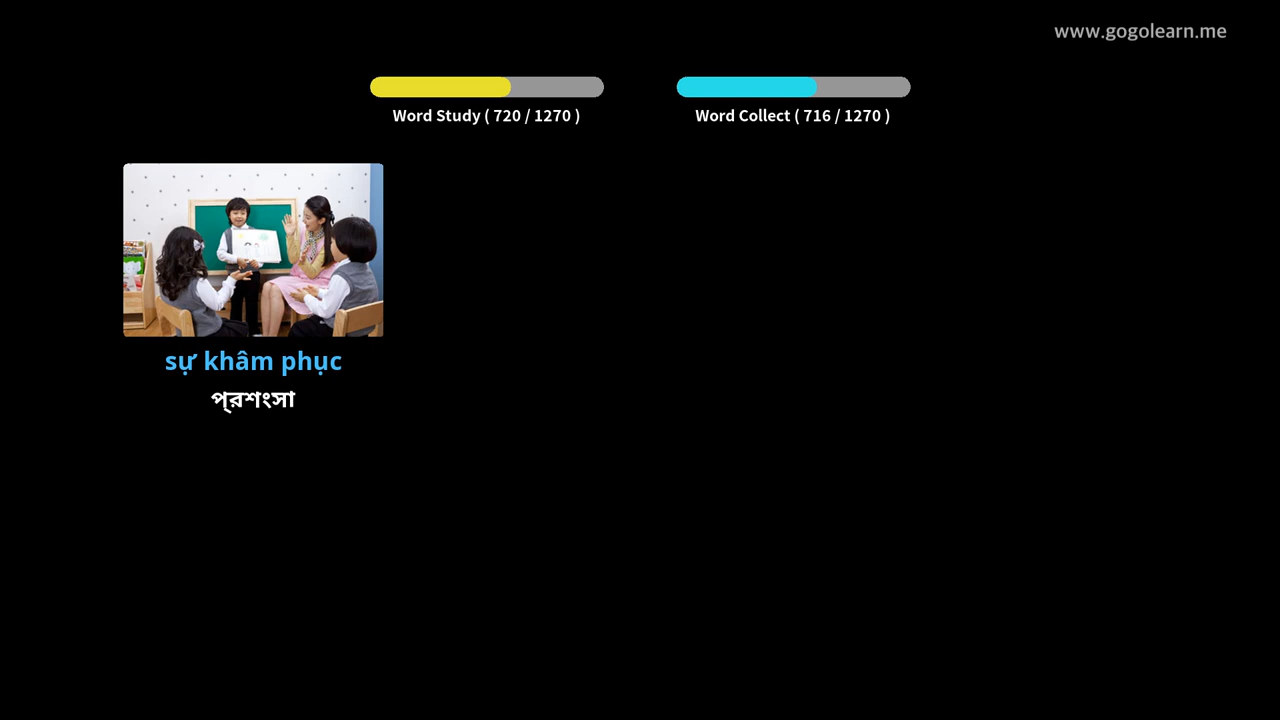 www.gogolearn.me
Word Study ( 720 / 1270 )
Word Collect ( 716 / 1270 )
sự khâm phục
প্রশংসা